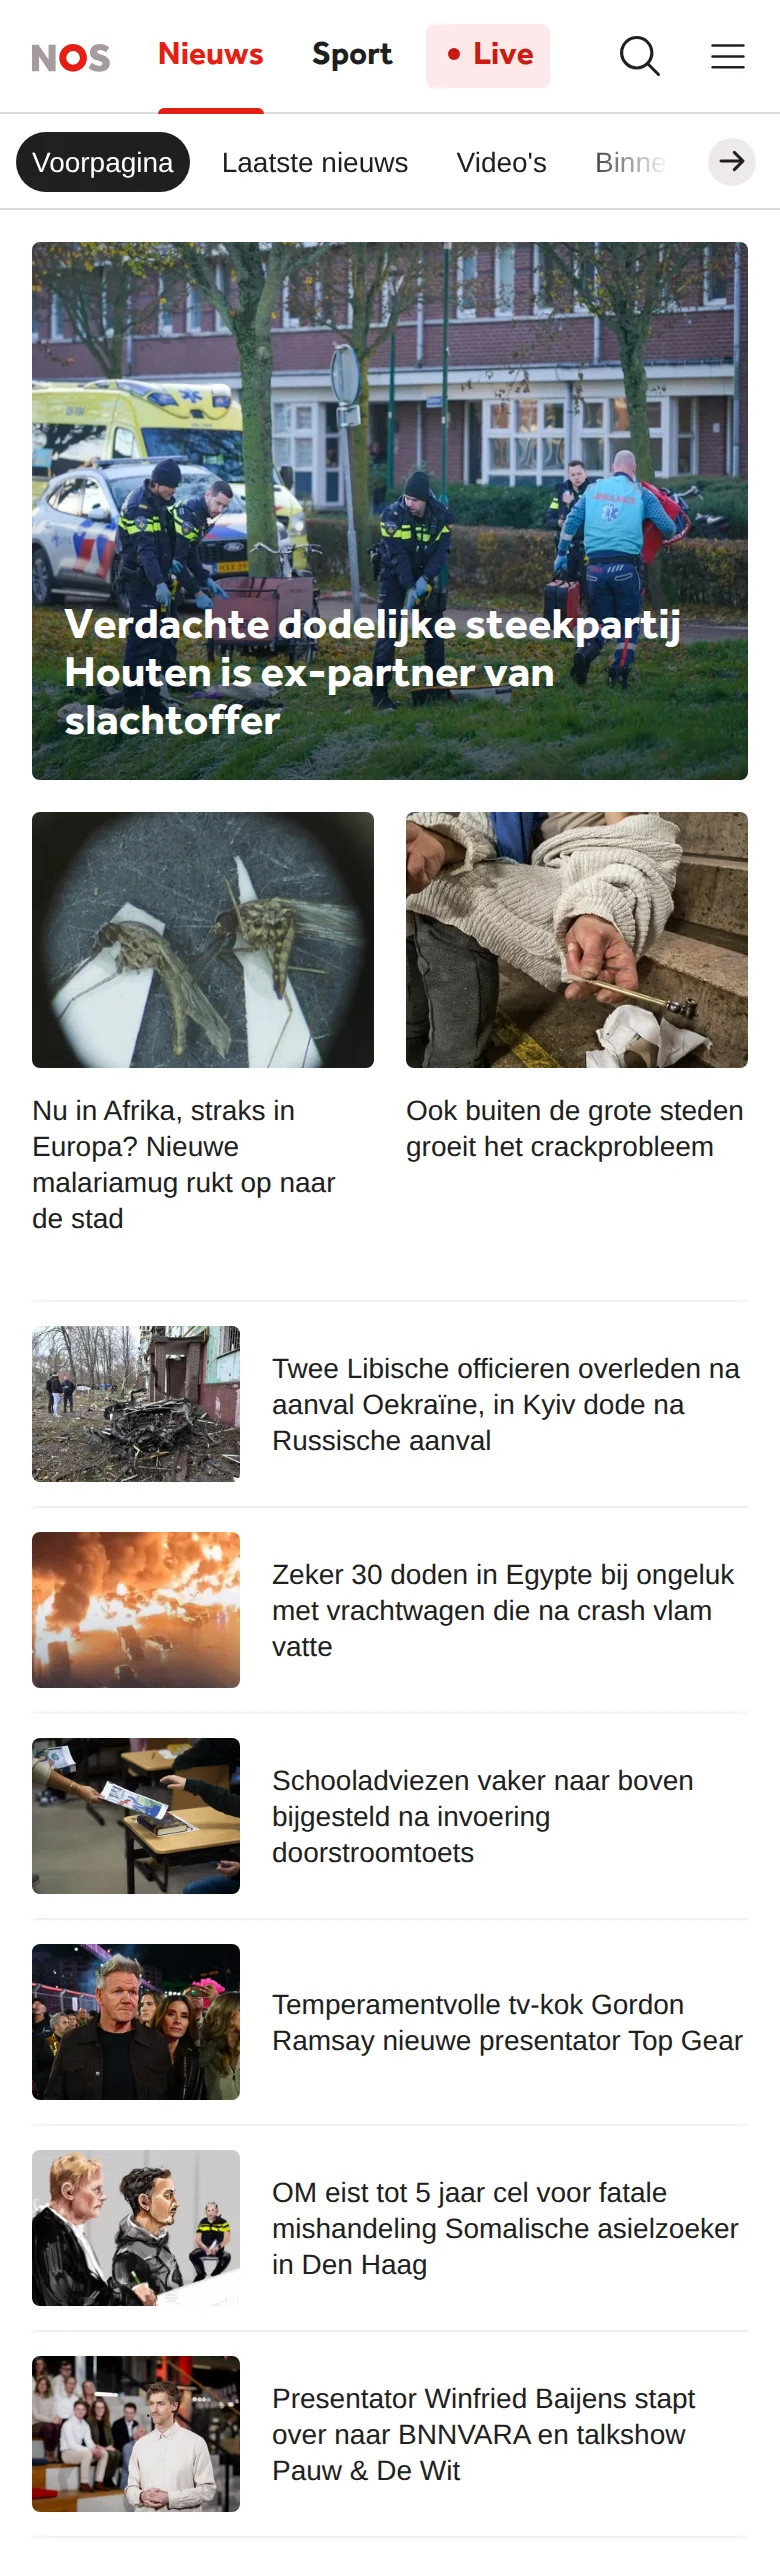 NOS Nieuws Sport Live
Voorpagina Laatste nieuws Video's Binne
AMBULANCE
Verdachte dodelijke steekpartij
Houten is ex-partner van
slachtoffer
Nu in Afrika, straks in
Europa? Nieuwe
malariamug rukt op naar
de stad
Ook buiten de grote steden
groeit het crackprobleem
Twee Libische officieren overleden na
aanval Oekraïne, in Kyiv dode na
Russische aanval
Zeker 30 doden in Egypte bij ongeluk
met vrachtwagen die na crash vlam
vatte
Schooladviezen vaker naar boven
bijgesteld na invoering
doorstroomtoets
Temperamentvolle tv-kok Gordon
Ramsay nieuwe presentator Top Gear
OM eist tot 5 jaar cel voor fatale
mishandeling Somalische asielzoeker
in Den Haag
Presentator Winfried Baijens stapt
over naar BNNVARA en talkshow
Pauw & De Wit